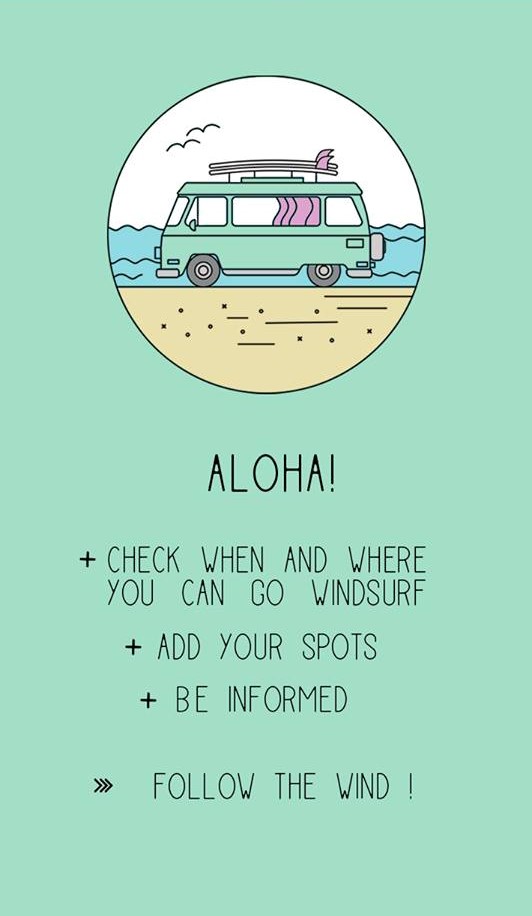 ALOHA!
+ CHECK WHEN AND WHERE
YOU CAN GO WINDSURF
+ ADD YOUR SPOTS
+ BE INFORMED
>>> FOLLOW THE WIND !